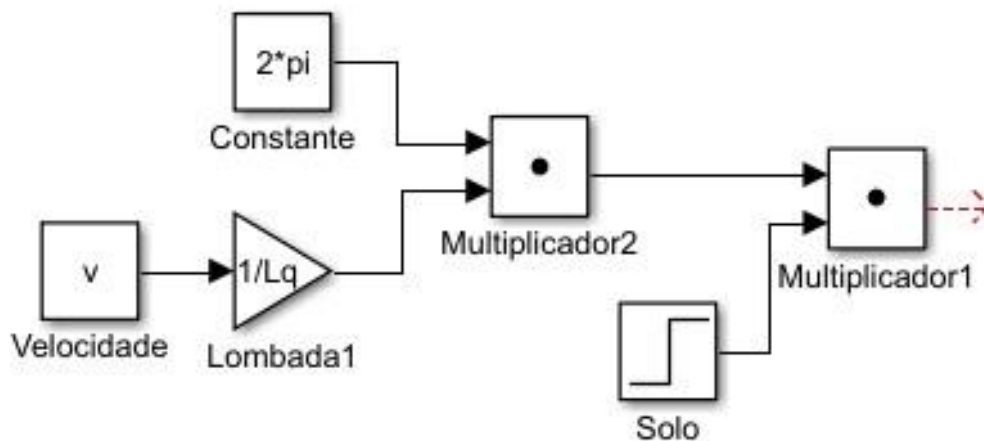 2*pi
Constante
Multiplicador2
Multiplicador1
v
1/Lq
Velocidade
Lombada1
Solo